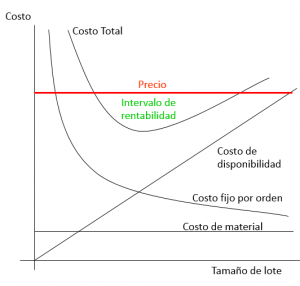 Costo
Costo Total
Precio
Intervalo de
rentabilidad
Costo de
disponibilidad
Costo fijo por orden
Costo de material
Tamaño de lote